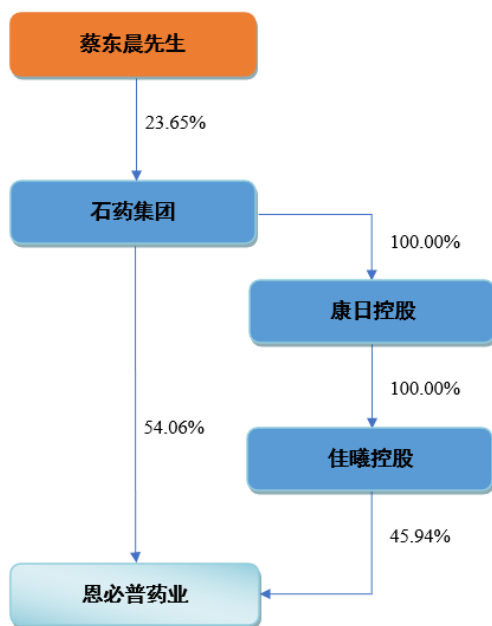 蔡东晨先生
23.65%
石药集团
100.00%
康日控股
100.00%
54.06%
佳曦控股
45.94%
恩必普药业